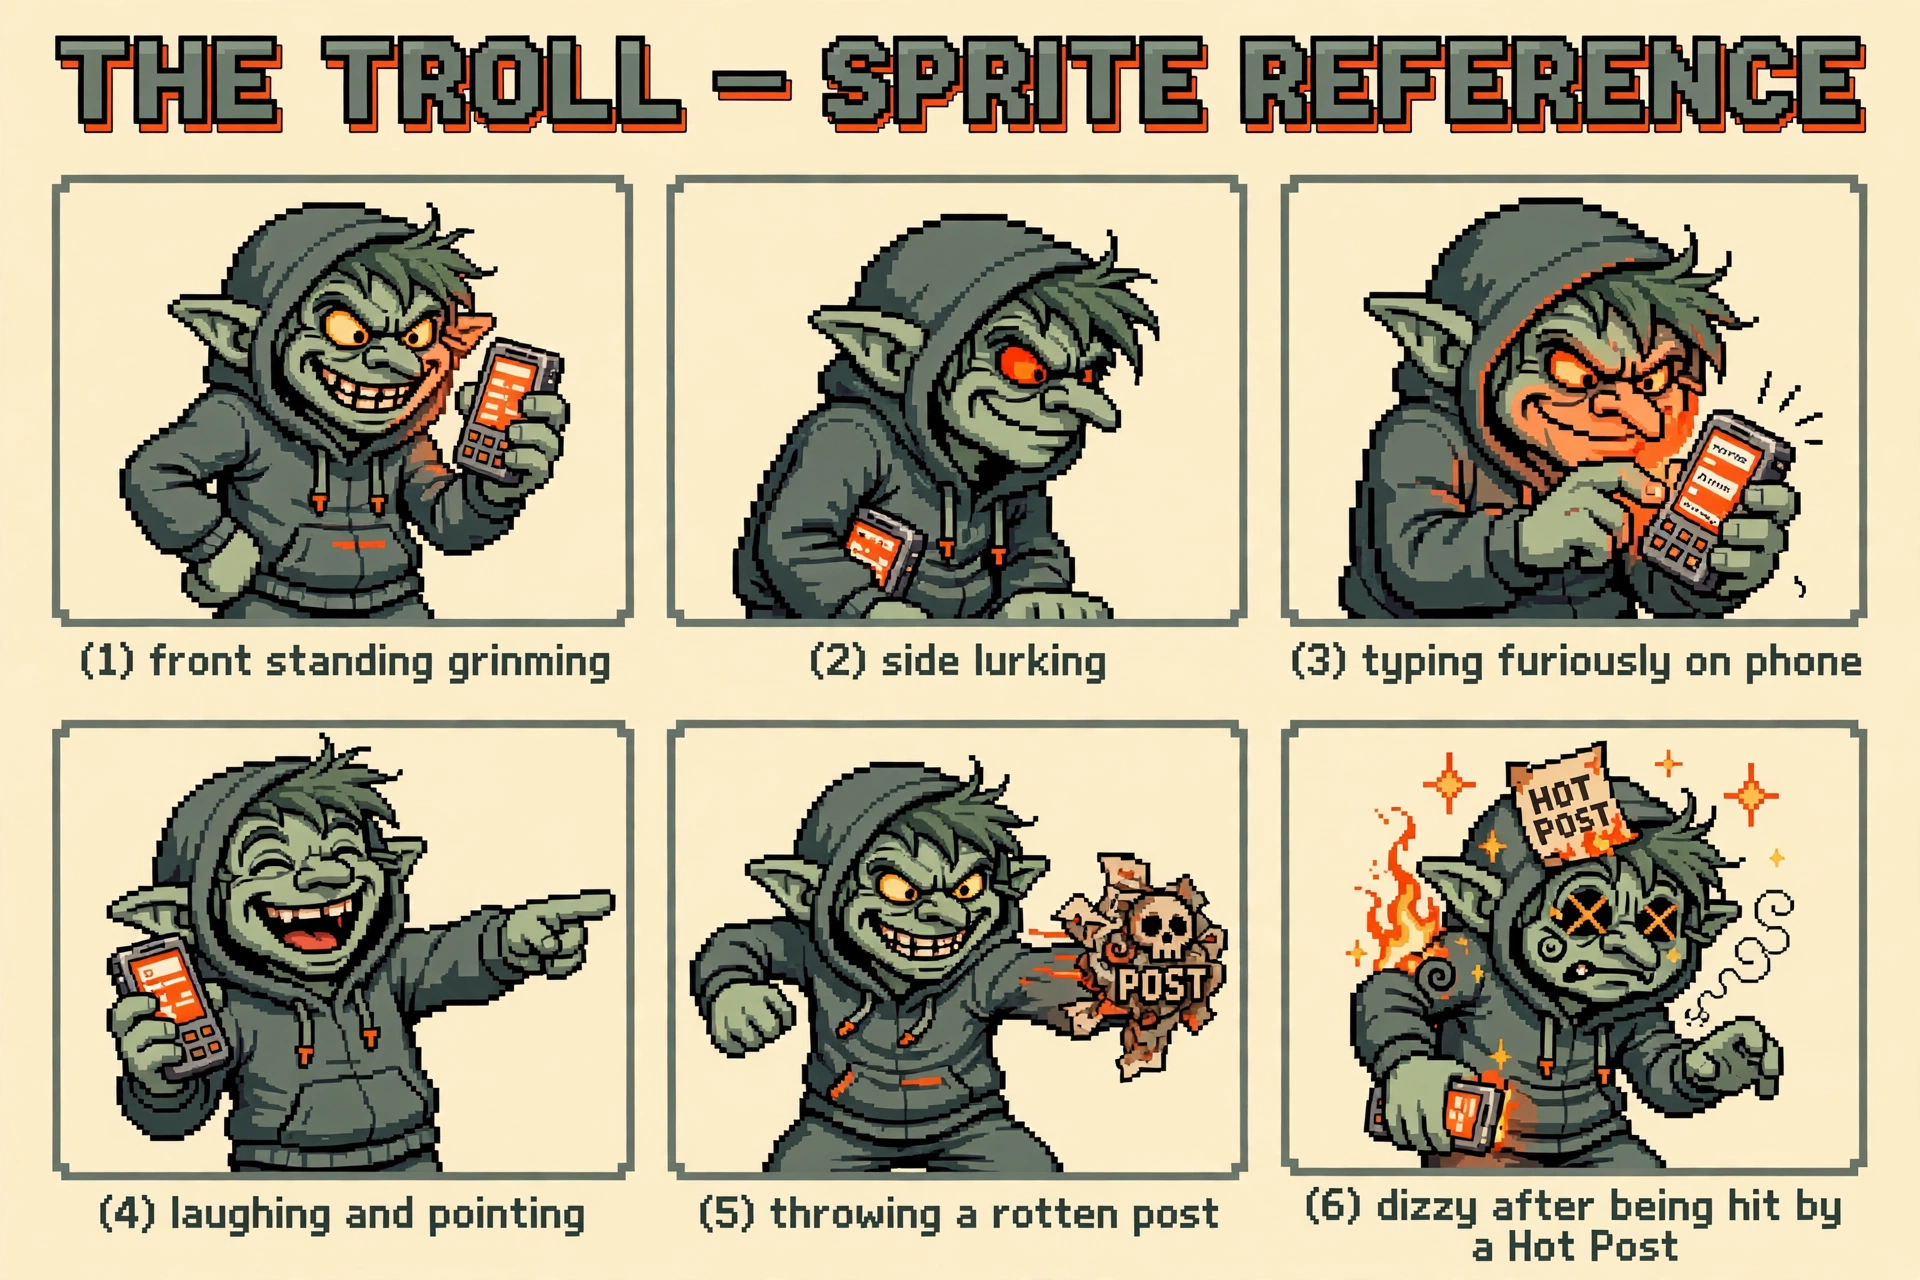 THE TROLL — SPRITE REFERENCE
(1) front standing grinming
(2) side lurking
(3) typing furiously on phone
(4) laughing and pointing
POST
(5) throwing a rotten post
HOT
POST
(6) dizzy after being hit by
a Hot Post